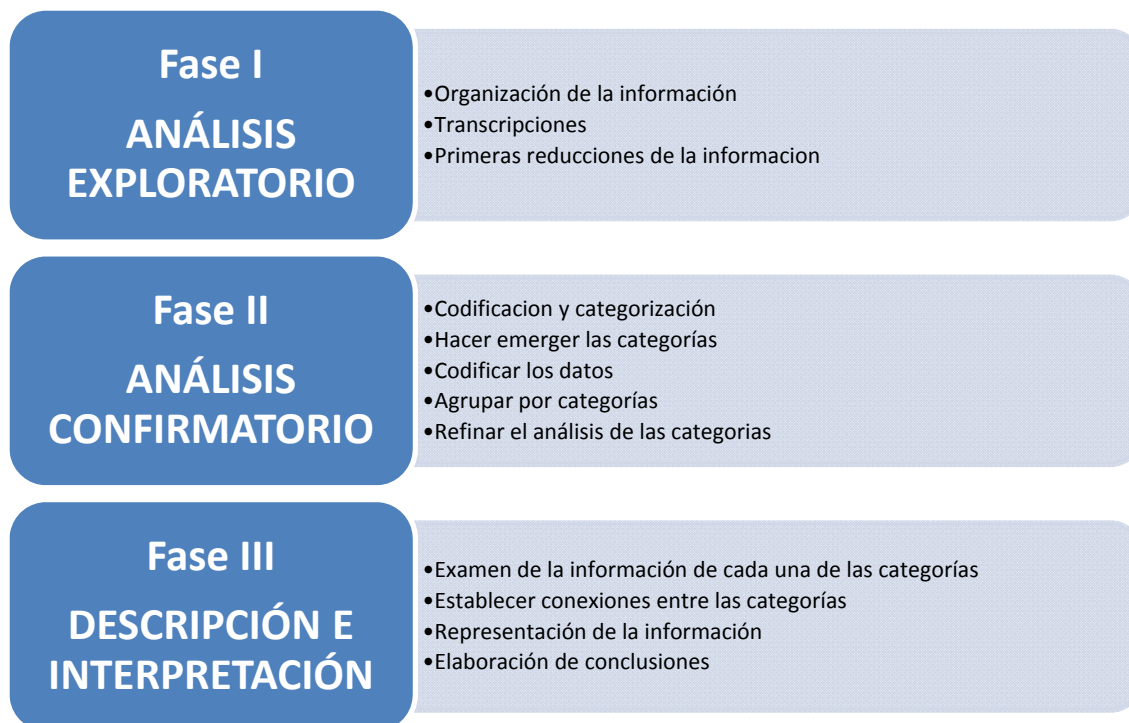 Fase I
ANÁLISIS
EXPLORATORIO
•Organización de la información
•Transcripciones
•Primeras reducciones de la informacion
Fase II
ANÁLISIS
CONFIRMATORIO
•Codificacion y categorización
•Hacer emerger las categorías
•Codificar los datos
•Agrupar por categorías
•Refinar el análisis de las categorias
Fase III
DESCRIPCIÓN E
INTERPRETACIÓN
•Examen de la información de cada una de las categorías
•Establecer conexiones entre las categorías
•Representación de la información
•Elaboración de conclusiones